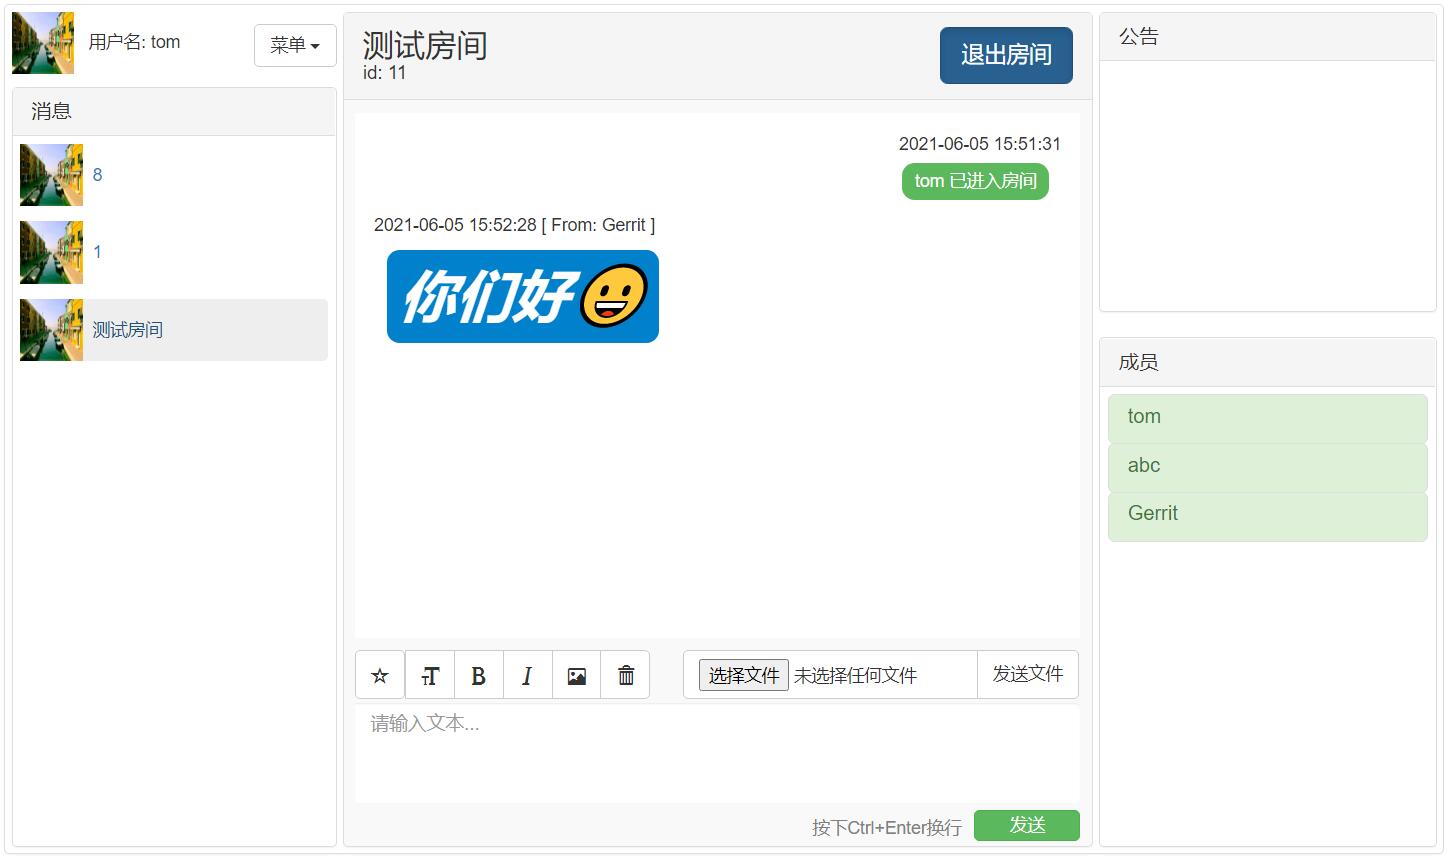 用户名: tom
菜单
消息
8
1
测试房间
测试房间
id: 11
退出房间
2021-06-05 15:51:31
tom 已进入房间
2021-06-05 15:52:28 [ From: Gerrit ]
你们好😃
选择文件 未选择任何文件
发送文件
请输入文本...
按下Ctrl+Enter换行
发送
公告
成员
tom
abc
Gerrit